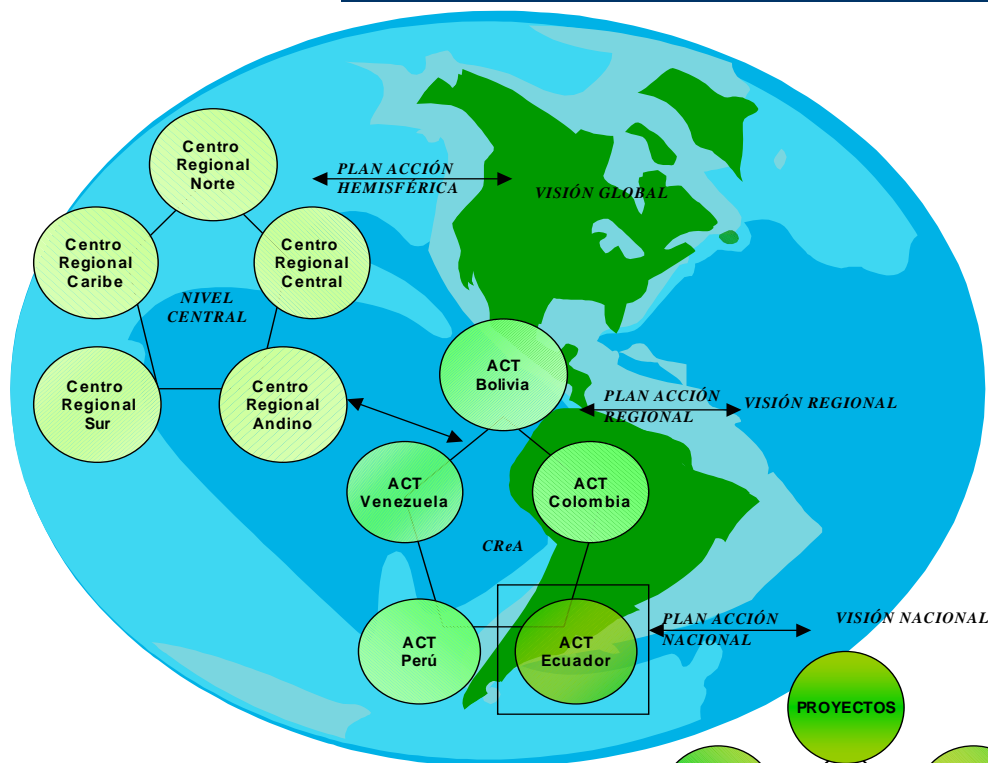 Centro
Regional
Norte
PLAN ACCIÓN
HEMISFÉRICA
VISIÓN GLOBAL
Centro
Regional
Caribe
Centro
Regional
Central
NIVEL
CENTRAL
Centro
Regional
Sur
Centro
Regional
Andino
ACT
Bolivia
PLAN ACCIÓN
REGIONAL
VISIÓN REGIONAL
ACT
Venezuela
ACT
Colombia
CReA
ACT
Perú
ACT
Ecuador
PLAN ACCIÓN
NACIONAL
VISIÓN NACIONAL
PROYECTOS